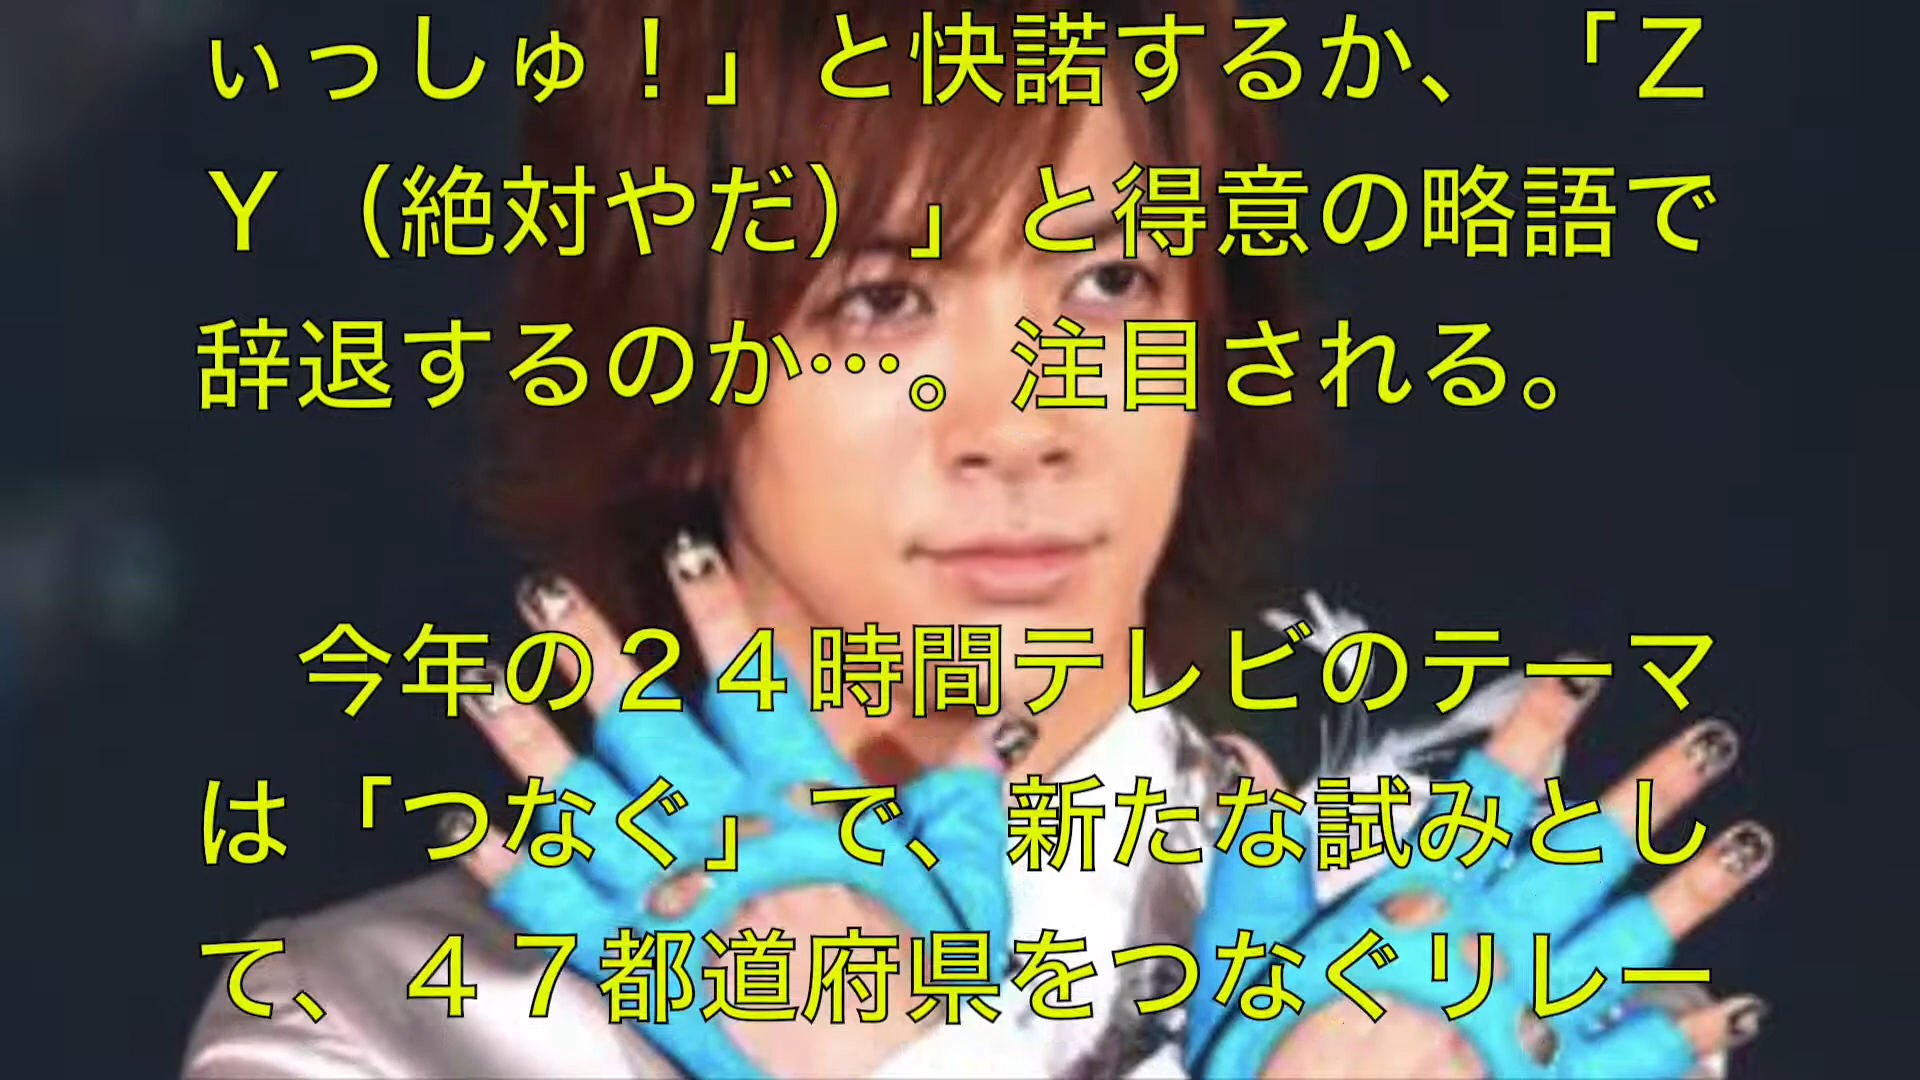 ぃっしゅ！」と快諾するか、「Ｚ
Ｙ（絶対やだ）」と得意の略語で
辞退するのか…。注目される。
　今年の２４時間テレビのテーマ
は「つなぐ」で、新たな試みとし
て、４７都道府県をつなぐリレー